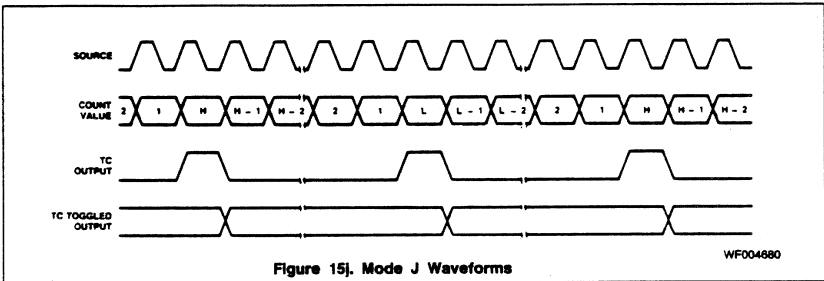 SOURCE
COUNT VALUE
2 1 H H - 1 H - 2 2 1 L L - 1 L - 2 2 1 H H - 1 H - 2
TC OUTPUT
TC TOGGLED OUTPUT
WF004680
Figure 15j. Mode J Waveforms